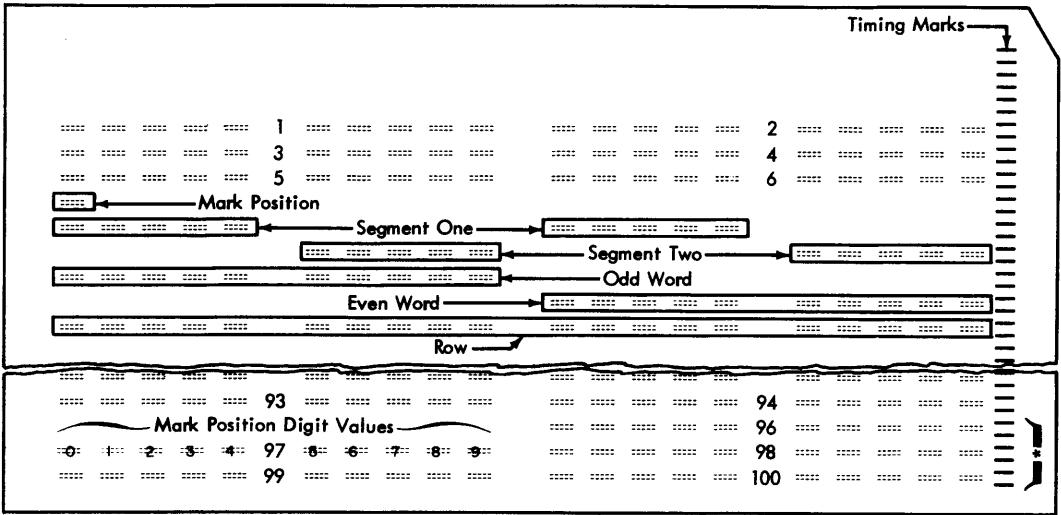 Timing Marks
1 2
3 4
5 6
Mark Position
Segment One
Segment Two
Odd Word
Even Word
Row
93 94
Mark Position Digit Values 96
0 1 2 3 4 97 5 6 7 8 9 98
99 100
*